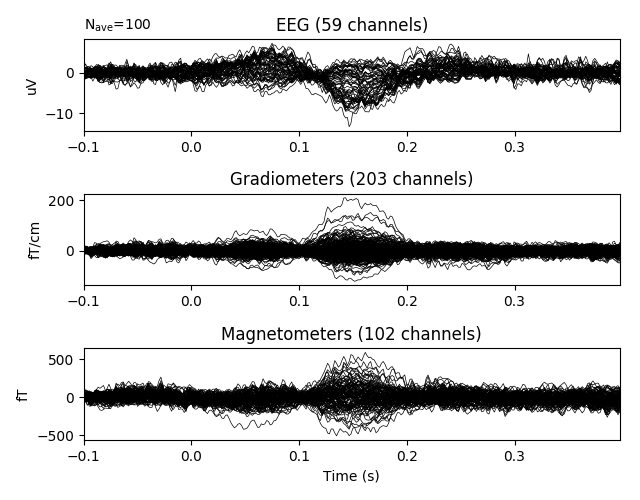 N_ave=100
EEG (59 channels)
0
−10
uV
−0.1 0.0 0.1 0.2 0.3
Gradiometers (203 channels)
200
0
fT/cm
−0.1 0.0 0.1 0.2 0.3
Magnetometers (102 channels)
500
0
−500
fT
−0.1 0.0 0.1 0.2 0.3
Time (s)